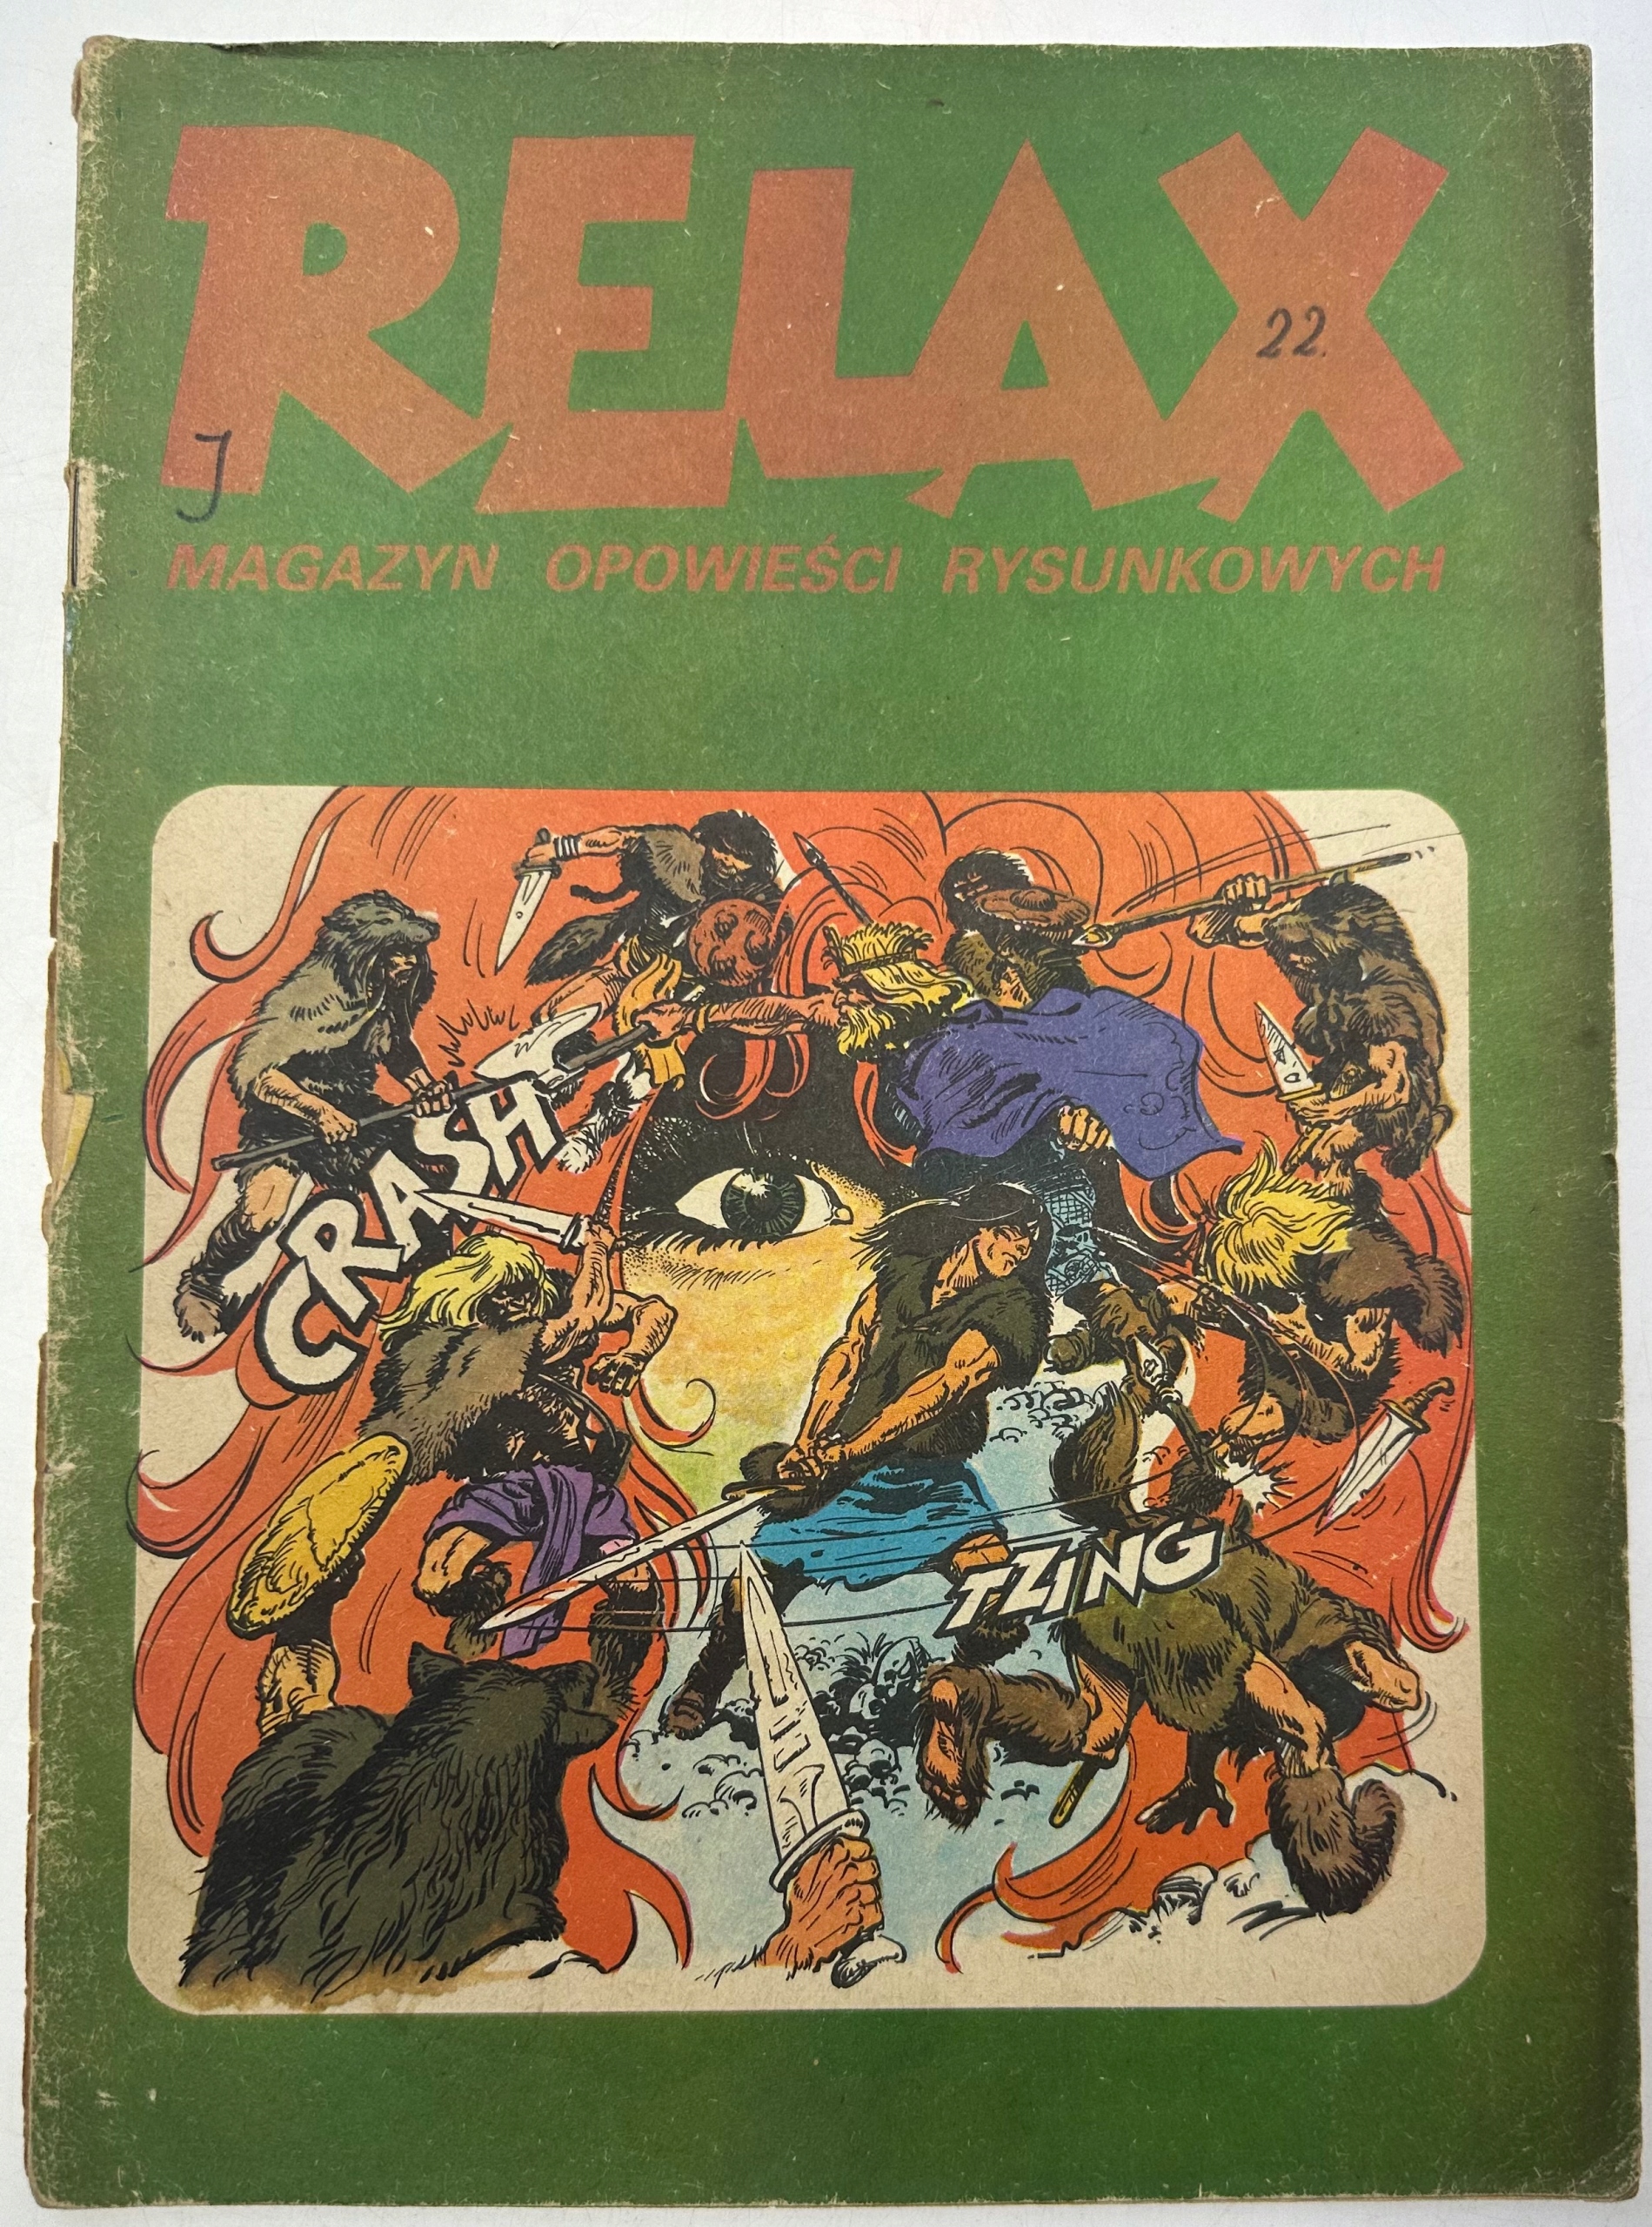 RELAX
22.
J
MAGAZYN OPOWIEŚCI RYSUNKOWYCH
CRASH
TZING